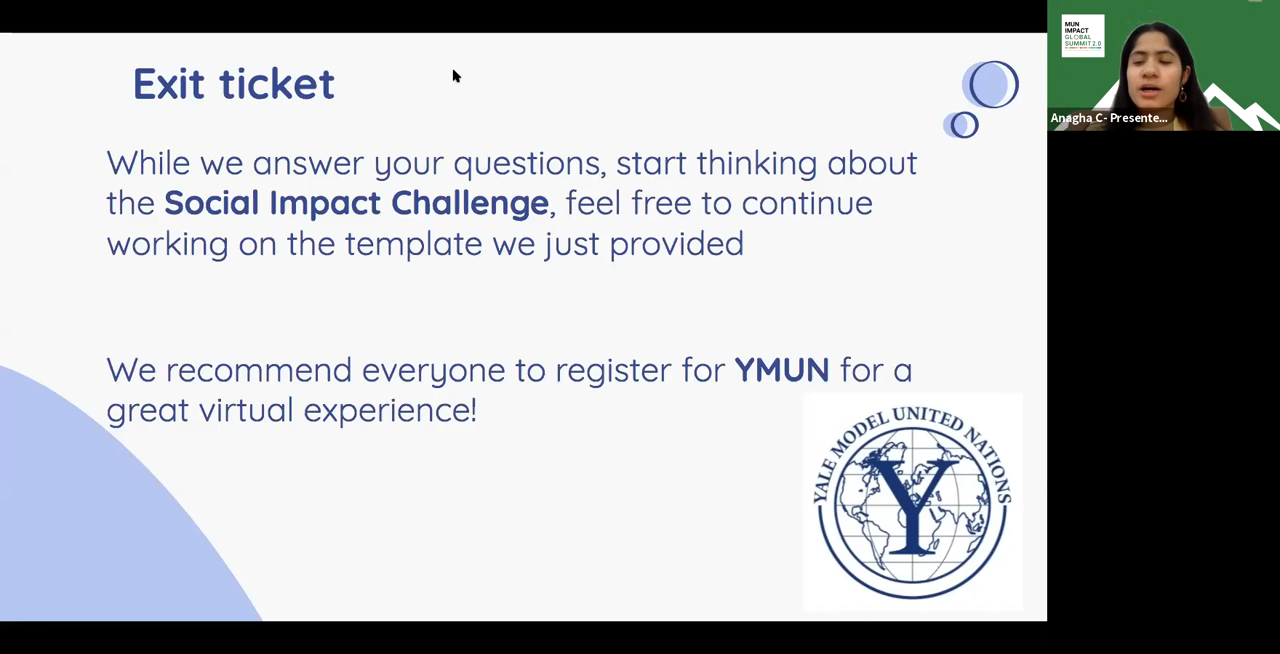 Exit ticket
While we answer your questions, start thinking about
the Social Impact Challenge, feel free to continue
working on the template we just provided
We recommend everyone to register for YMUN for a
great virtual experience!
YALE MODEL UNITED NATIONS
Y
MUN
IMPACT
GLOBAL
SUMMIT 2.0
Anagha C- Presente...